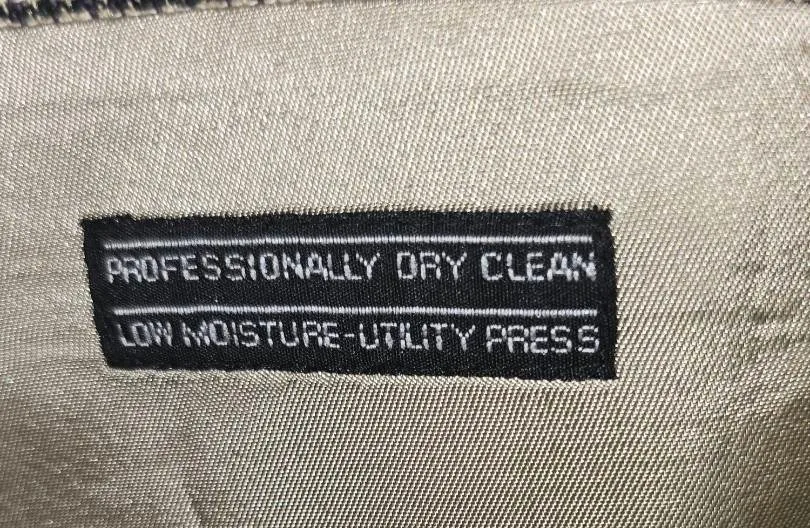 PROFESSIONALLY DRY CLEAN
LOW MOISTURE-UTILITY PRESS